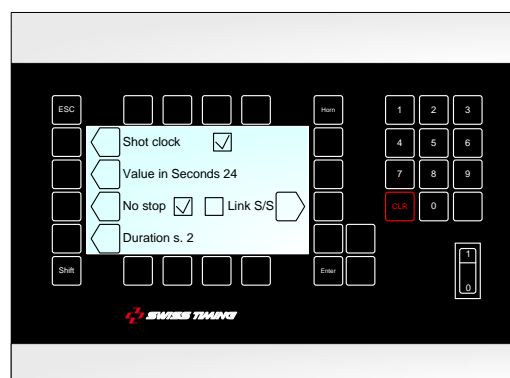 ESC
Horn
1 2 3
Shot clock
4 5 6
Value in Seconds 24
7 8 9
No stop Link S/S
CLR 0
Duration s. 2
Shift
Enter
1
0
SWISS TIMING